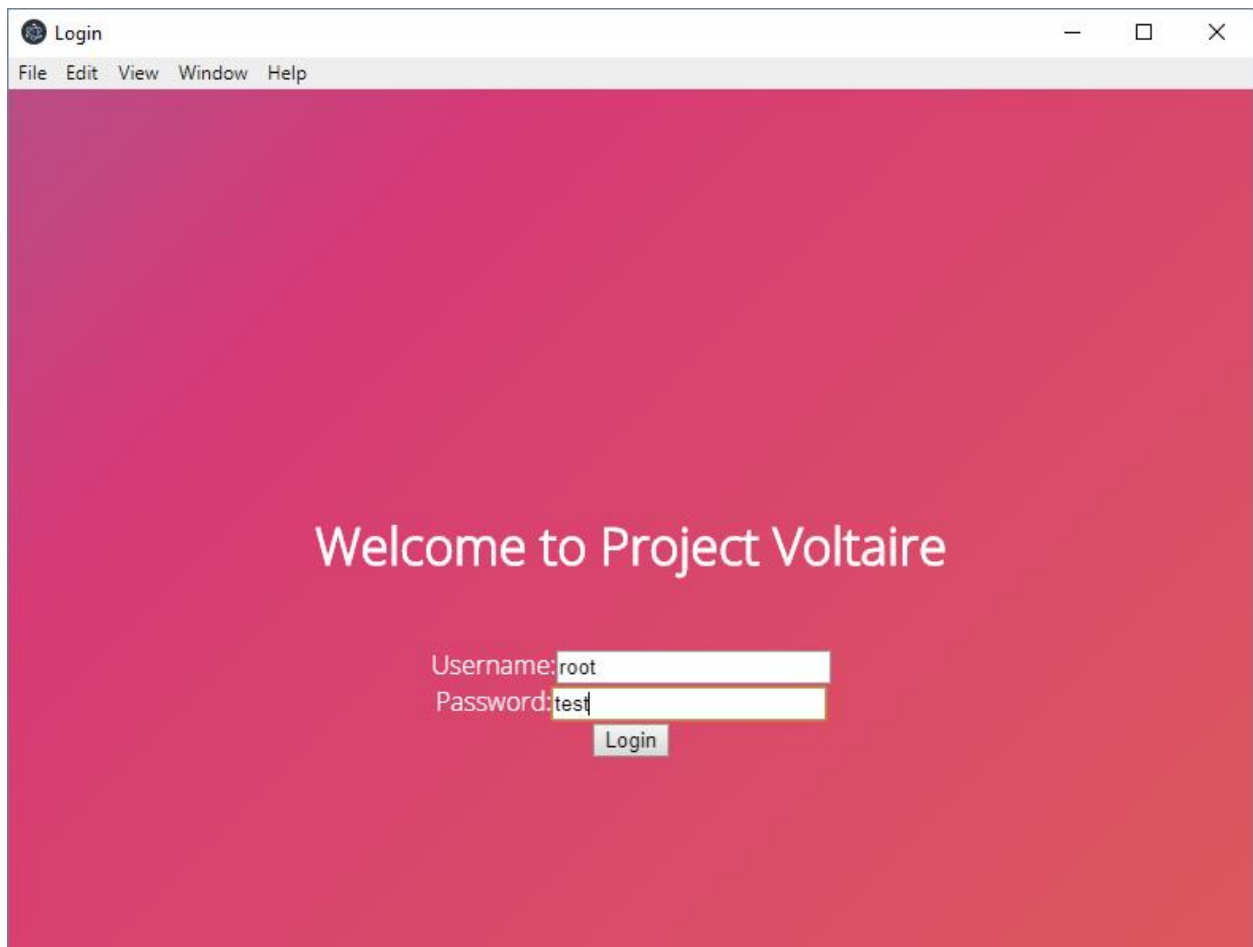 Login
File Edit View Window Help
Welcome to Project Voltaire
Username:root
Password:test
Login